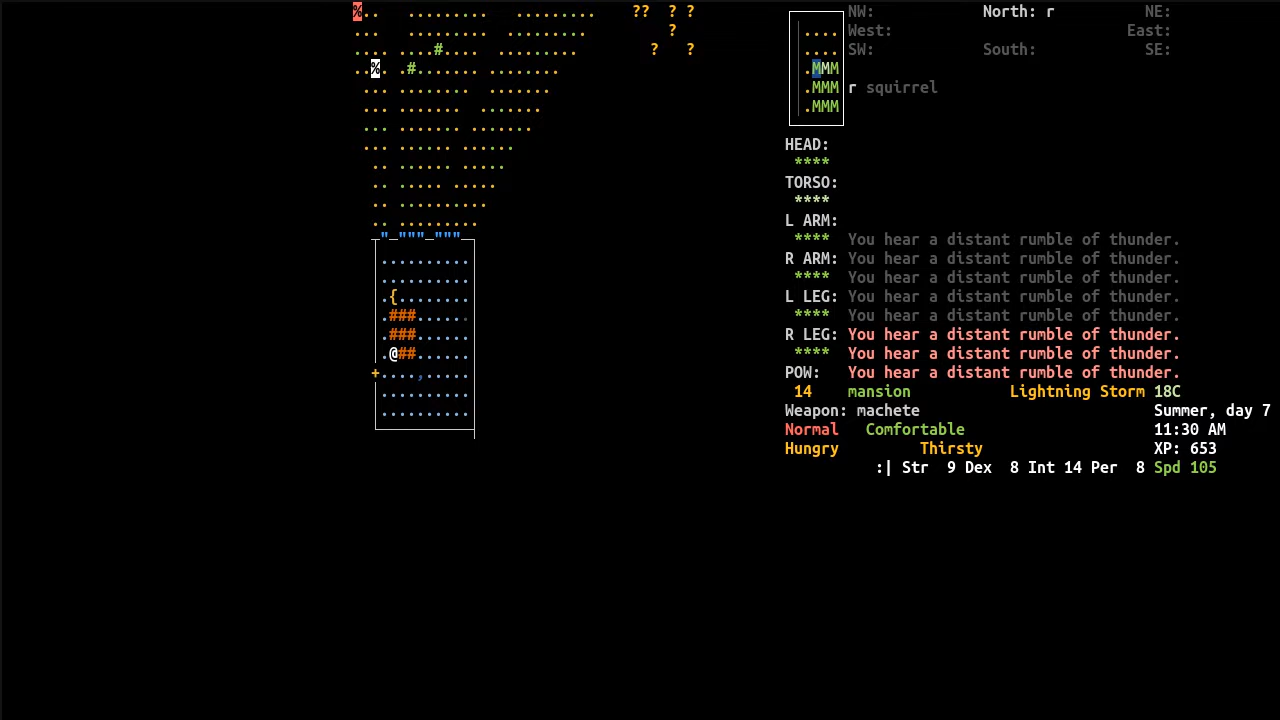 NW: North: r NE:
West: East:
SW: South: SE:
r squirrel
HEAD:
****
TORSO:
****
L ARM:
**** You hear a distant rumble of thunder.
R ARM: You hear a distant rumble of thunder.
**** You hear a distant rumble of thunder.
L LEG: You hear a distant rumble of thunder.
**** You hear a distant rumble of thunder.
R LEG: You hear a distant rumble of thunder.
**** You hear a distant rumble of thunder.
POW: You hear a distant rumble of thunder.
14 mansion Lightning Storm 18C
Weapon: machete Summer, day 7
Normal Comfortable 11:30 AM
Hungry Thirsty XP: 653
:| Str 9 Dex 8 Int 14 Per 8 Spd 105